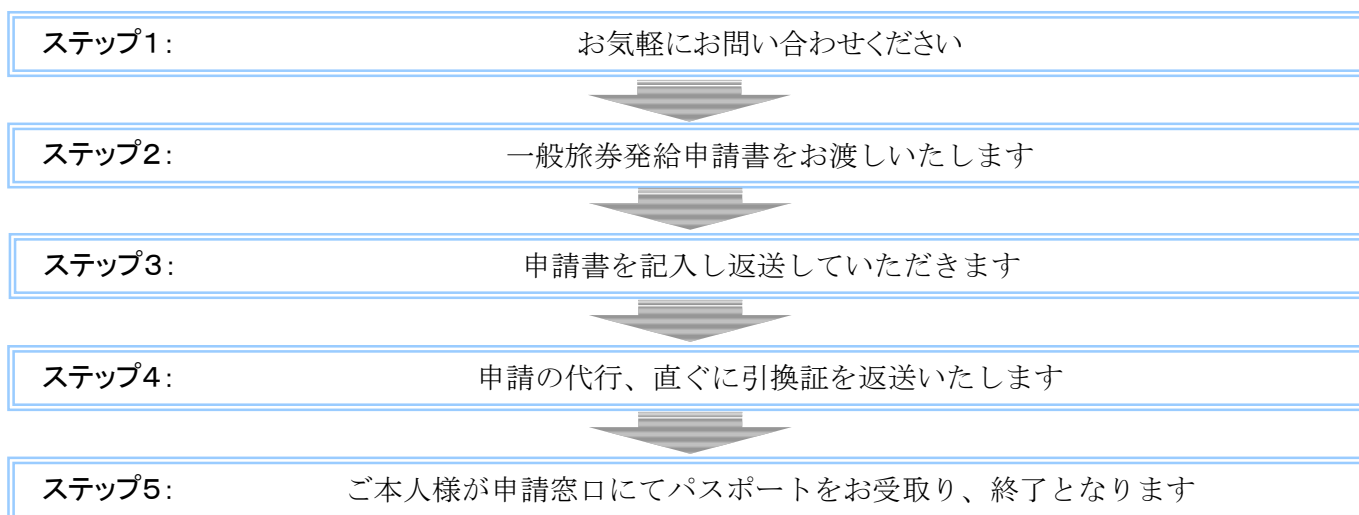 ステップ1： お気軽にお問い合わせください
ステップ2： 一般旅券発給申請書をお渡しいたします
ステップ3： 申請書を記入し返送していただきます
ステップ4： 申請の代行、直ぐに引換証を返送いたします
ステップ5： ご本人様が申請窓口にてパスポートをお受取り、終了となります